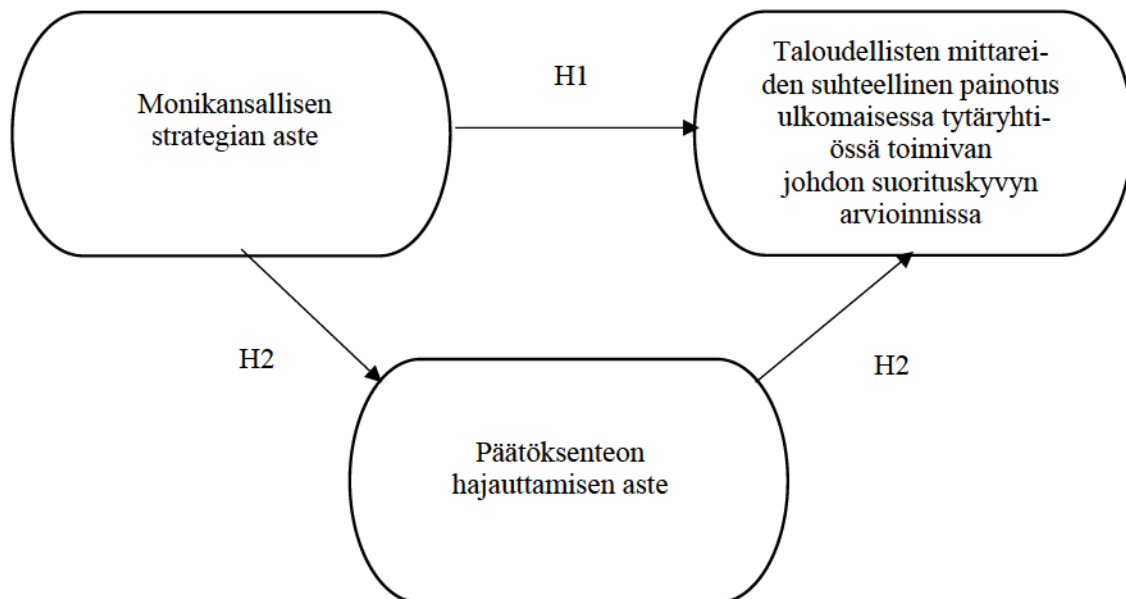 Monikansallisen
strategian aste
H1
Taloudellisten mittarei-
den suhteellinen painotus
ulkomaisessa tytäryhti-
össä toimivan
johdon suorituskyvyn
arvioinnissa
H2
H2
Päätöksenteon
hajauttamisen aste